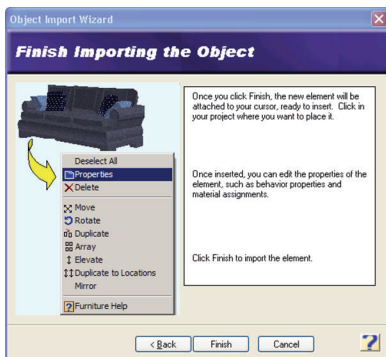 Object Import Wizard
Finish Importing the Object
Once you click Finish, the new element will be
attached to your cursor, ready to insert. Click in
your project where you want to place it.
Deselect All
Properties
Delete
Move
Rotate
Duplicate
Array
Elevate
Duplicate to Locations
Mirror
Furniture Help
Once inserted, you can edit the properties of the
element, such as behavior properties and
material assignments.
Click Finish to import the element.
< Back
Finish
Cancel